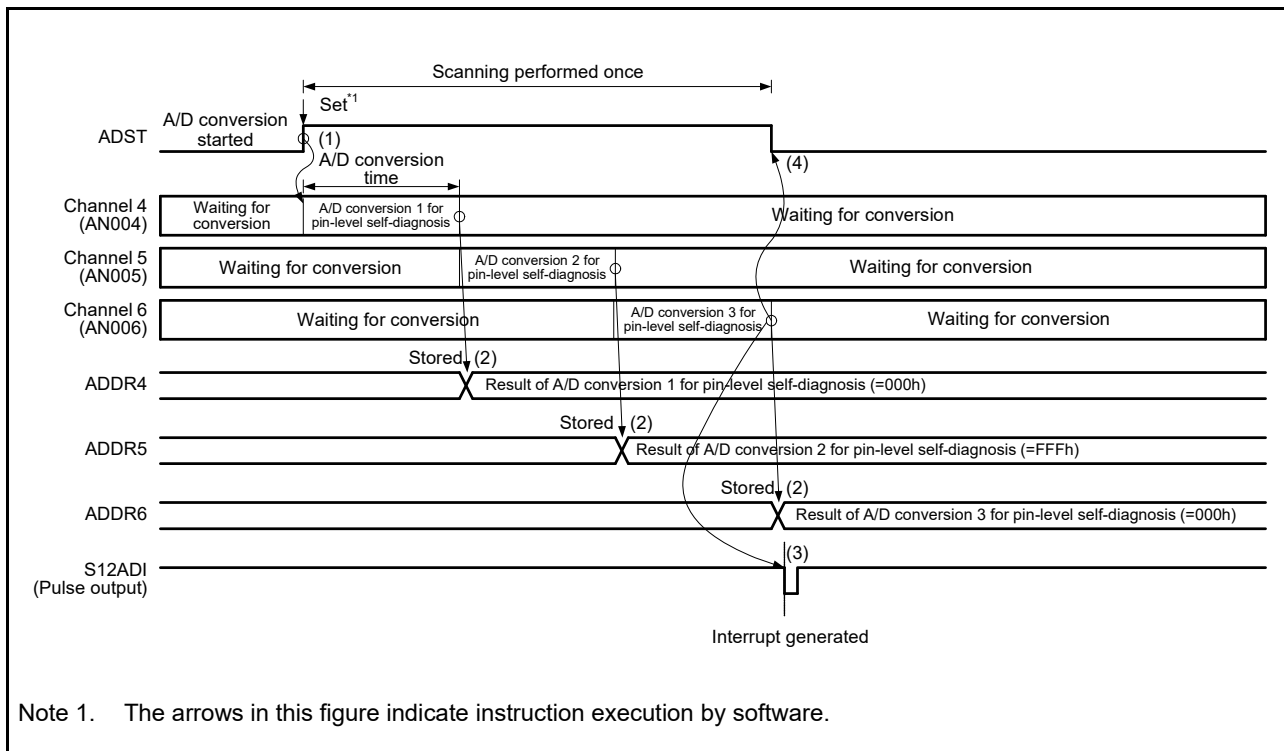 Scanning performed once
Set*1
A/D conversion
started
ADST
(1)
(4)
A/D conversion
time
Channel 4
(AN004)
Waiting for
conversion
A/D conversion 1 for
pin-level self-diagnosis
Waiting for conversion
Channel 5
(AN005)
Waiting for conversion
A/D conversion 2 for
pin-level self-diagnosis
Waiting for conversion
Channel 6
(AN006)
Waiting for conversion
A/D conversion 3 for
pin-level self-diagnosis
Waiting for conversion
Stored (2)
ADDR4
Result of A/D conversion 1 for pin-level self-diagnosis (=000h)
Stored (2)
ADDR5
Result of A/D conversion 2 for pin-level self-diagnosis (=FFFh)
Stored (2)
ADDR6
Result of A/D conversion 3 for pin-level self-diagnosis (=000h)
(3)
S12ADI
(Pulse output)
Interrupt generated
Note 1. The arrows in this figure indicate instruction execution by software.